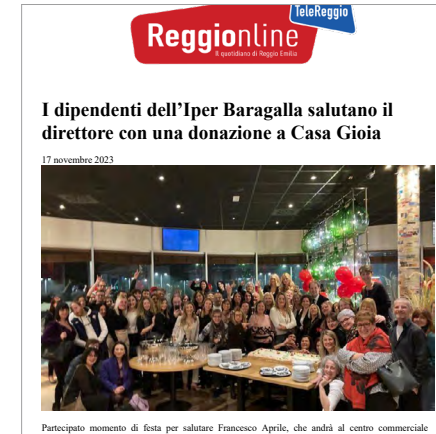 TeleReggio
Reggionline
Il quotidiano di Reggio Emilia
I dipendenti dell'Iper Baragalla salutano il
direttore con una donazione a Casa Gioia
17 novembre 2023
Partecipato momento di festa per salutare Francesco Aprile, che andrà al centro commerciale